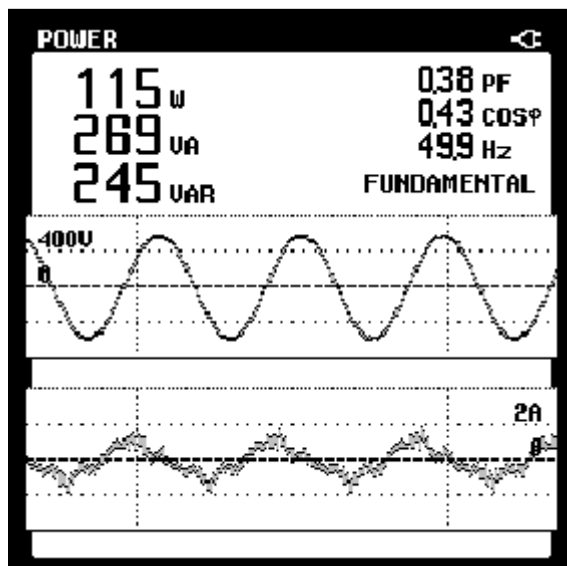 POWER
115 W
0,38 PF
269 VA
0,43 COSφ
245 VAR
49,9 Hz
FUNDAMENTAL
400V
0
2A
0